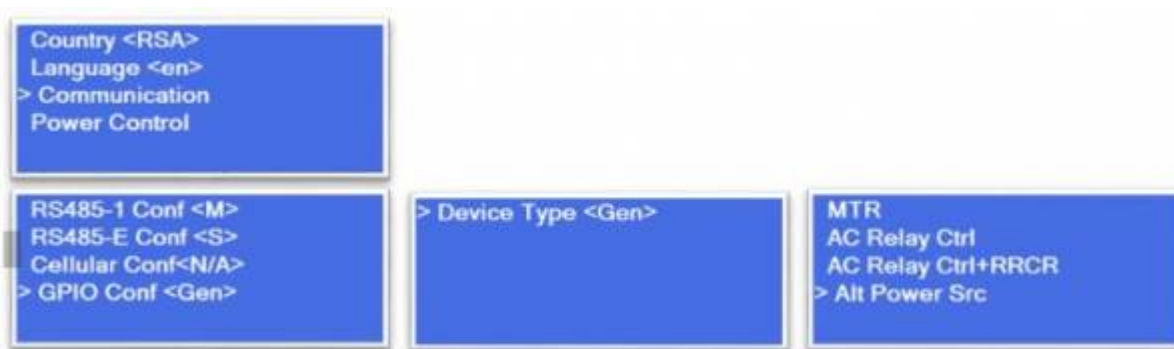 Country <RSA>
Language <en>
> Communication
Power Control
RS485-1 Conf <M>
RS485-E Conf <S>
Cellular Conf<N/A>
> GPIO Conf <Gen>
> Device Type <Gen>
MTR
AC Relay Ctrl
AC Relay Ctrl+RRCR
> Alt Power Src